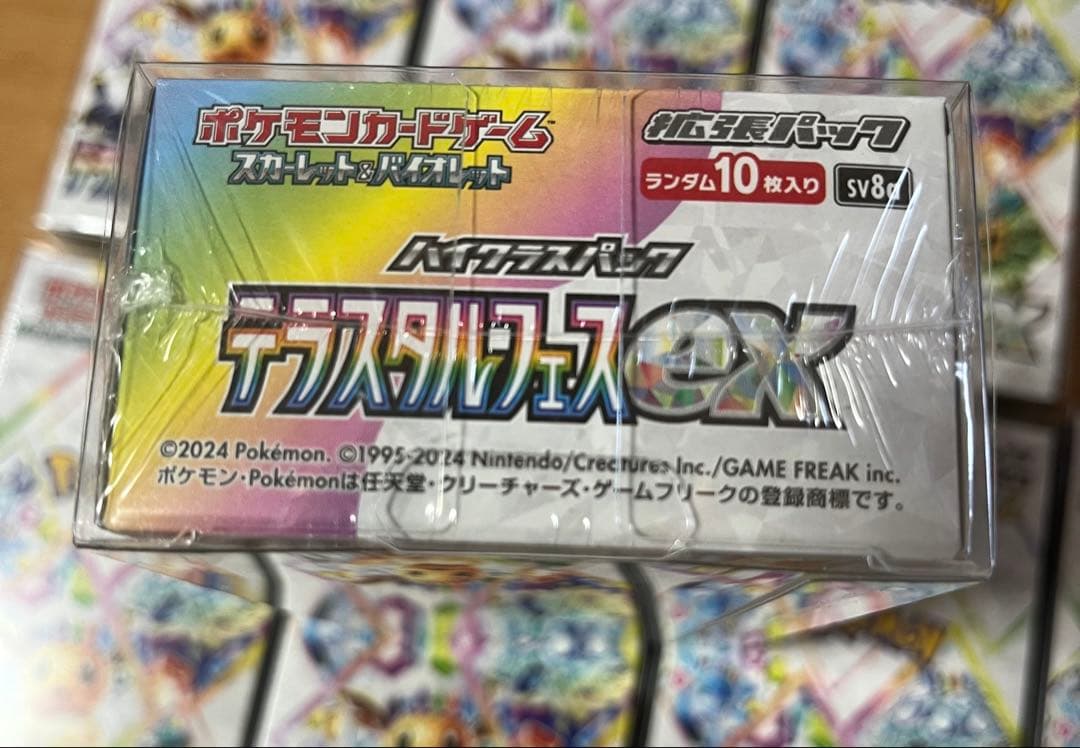 ポケモンカードゲーム
スカーレット&バイオレット
拡張パック
ランダム10枚入り
SV8a
ハイクラスパック
テラスタルフェスex
©2024 Pokémon. ©1995-2024 Nintendo/Creatures Inc./GAME FREAK inc.
ポケモン・Pokémonは任天堂・クリーチャーズ・ゲームフリークの登録商標です。